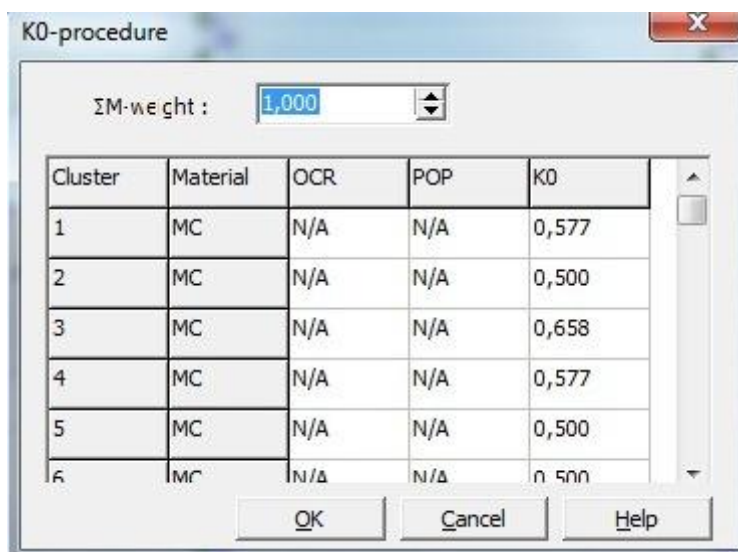 K0-procedure
ΣM-weight : 1,000
Cluster Material OCR POP K0
1 MC N/A N/A 0,577
2 MC N/A N/A 0,500
3 MC N/A N/A 0,658
4 MC N/A N/A 0,577
5 MC N/A N/A 0,500
6 MC N/A N/A 0,500
OK Cancel Help